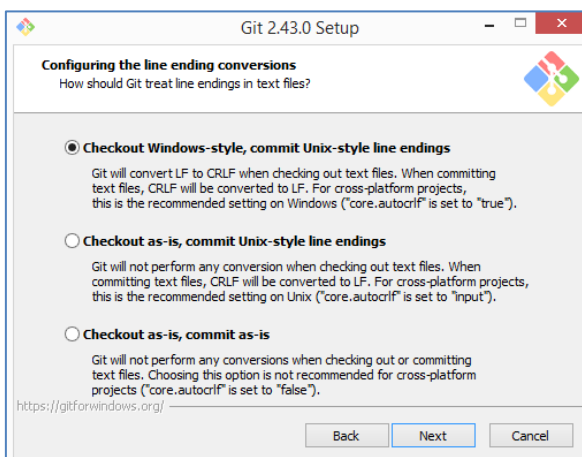 Git 2.43.0 Setup
Configuring the line ending conversions
How should Git treat line endings in text files?
Checkout Windows-style, commit Unix-style line endings
Git will convert LF to CRLF when checking out text files. When committing
text files, CRLF will be converted to LF. For cross-platform projects,
this is the recommended setting on Windows ("core.autocrlf" is set to "true").
Checkout as-is, commit Unix-style line endings
Git will not perform any conversion when checking out text files. When
committing text files, CRLF will be converted to LF. For cross-platform projects,
this is the recommended setting on Unix ("core.autocrlf" is set to "input").
Checkout as-is, commit as-is
Git will not perform any conversions when checking out or committing
text files. Choosing this option is not recommended for cross-platform
projects ("core.autocrlf" is set to "false").
https://gitforwindows.org/
Back Next Cancel